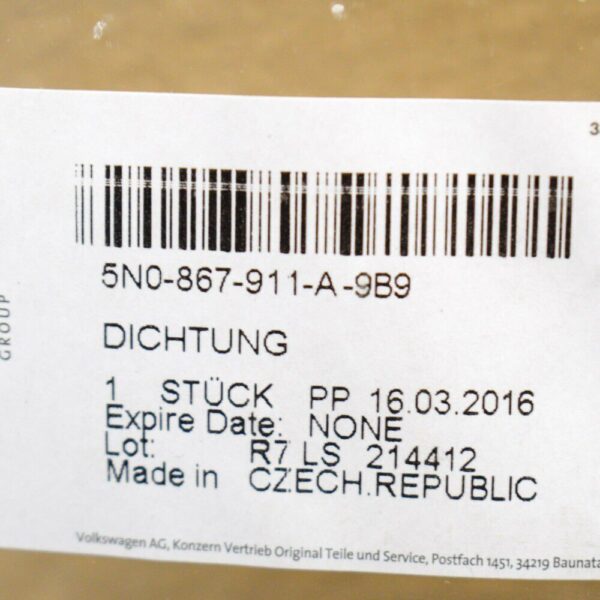 3
5N0-867-911-A-9B9
DICHTUNG
1 STÜCK PP 16.03.2016
Expire Date: NONE
Lot: R7 LS 214412
Made in CZECH.REPUBLIC
GROUP
Volkswagen AG, Konzern Vertrieb Original Teile und Service, Postfach 1451, 34219 Baunata